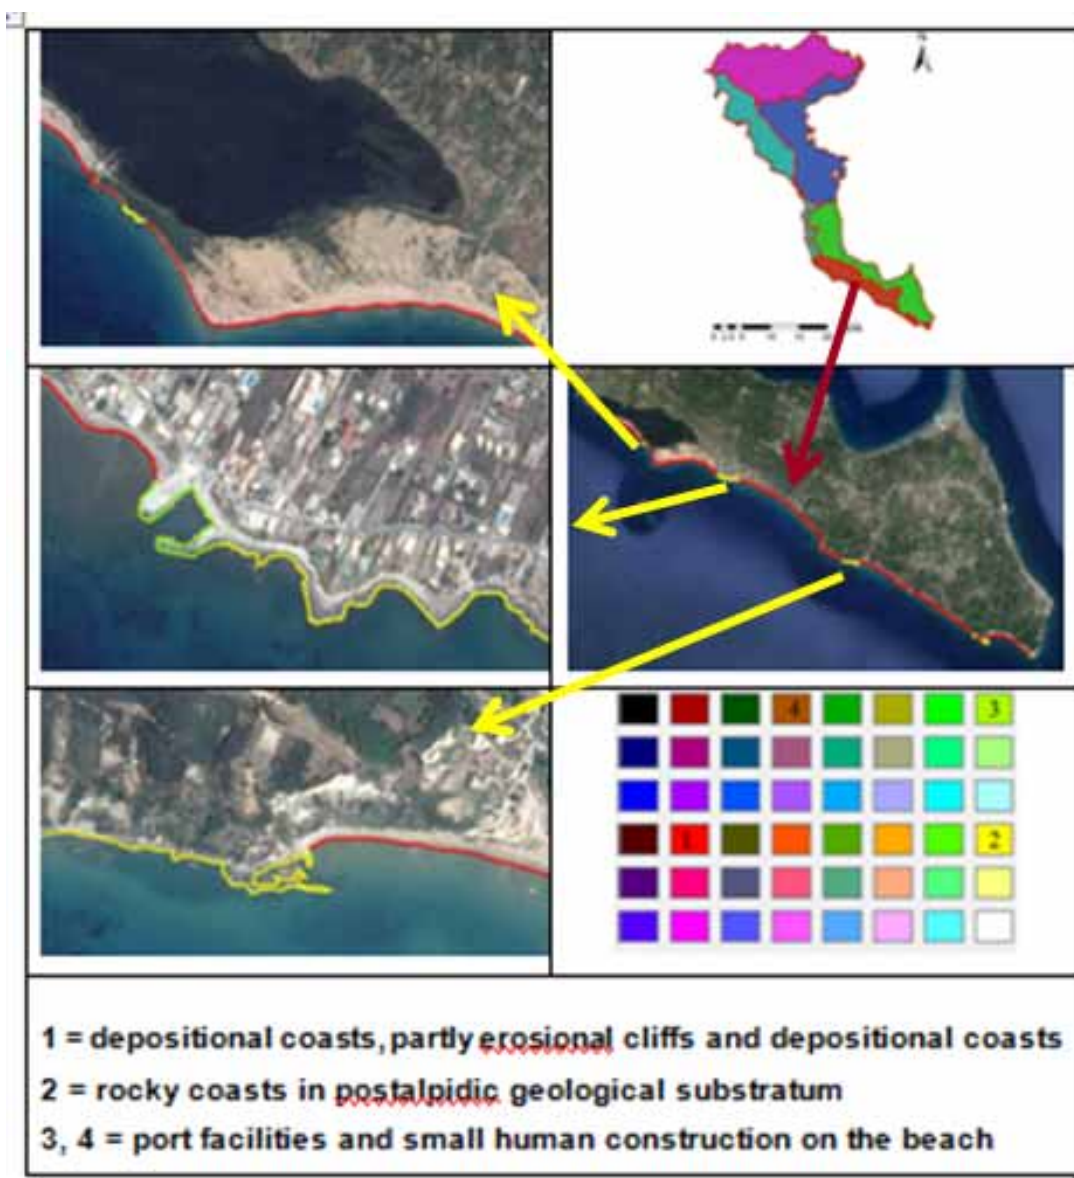 4
3
1
2
1 = depositional coasts, partly erosional cliffs and depositional coasts
2 = rocky coasts in postalpidic geological substratum
3, 4 = port facilities and small human construction on the beach